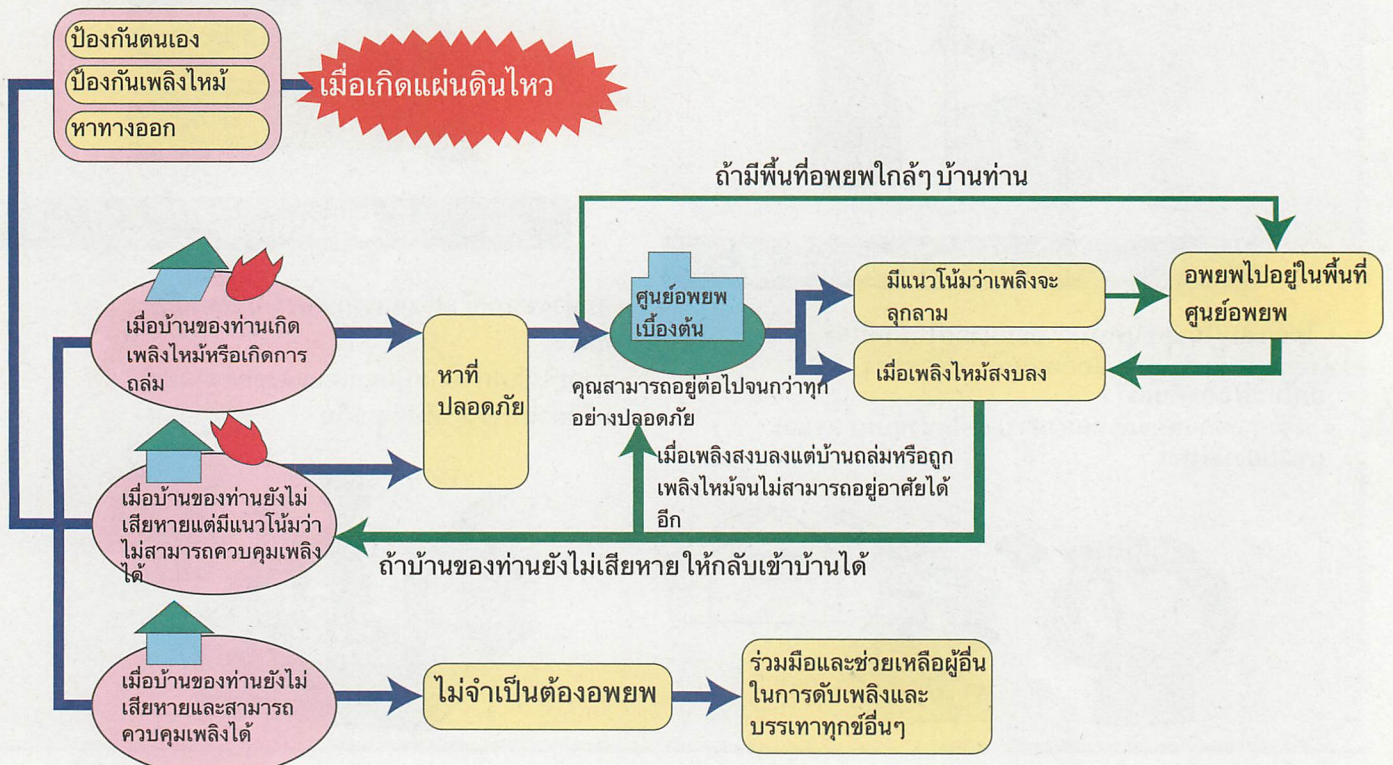 ป้องกันตนเอง
ป้องกันเพลิงไหม้
หาทางออก
เมื่อเกิดแผ่นดินไหว
ถ้ามีพื้นที่อพยพใกล้ๆ บ้านท่าน
เมื่อบ้านของท่านเกิด
เพลิงไหม้หรือเกิดการ
ถล่ม
หาที่
ปลอดภัย
ศูนย์อพยพ
เบื้องต้น
คุณสามารถอยู่ต่อไปจนกว่าทุก
อย่างปลอดภัย
มีแนวโน้มว่าเพลิงจะ
ลุกลาม
เมื่อเพลิงไหม้สงบลง
อพยพไปอยู่ในพื้นที่
ศูนย์อพยพ
เมื่อเพลิงสงบลงแต่บ้านถล่มหรือถูก
เพลิงไหม้จนไม่สามารถอยู่อาศัยได้
อีก
เมื่อบ้านของท่านยังไม่
เสียหายแต่มีแนวโน้มว่า
ไม่สามารถควบคุมเพลิง
ได้
ถ้าบ้านของท่านยังไม่เสียหาย ให้กลับเข้าบ้านได้
เมื่อบ้านของท่านยังไม่
เสียหายและสามารถ
ควบคุมเพลิงได้
ไม่จำเป็นต้องอพยพ
ร่วมมือและช่วยเหลือผู้อื่น
ในการดับเพลิงและ
บรรเทาทุกข์อื่นๆ